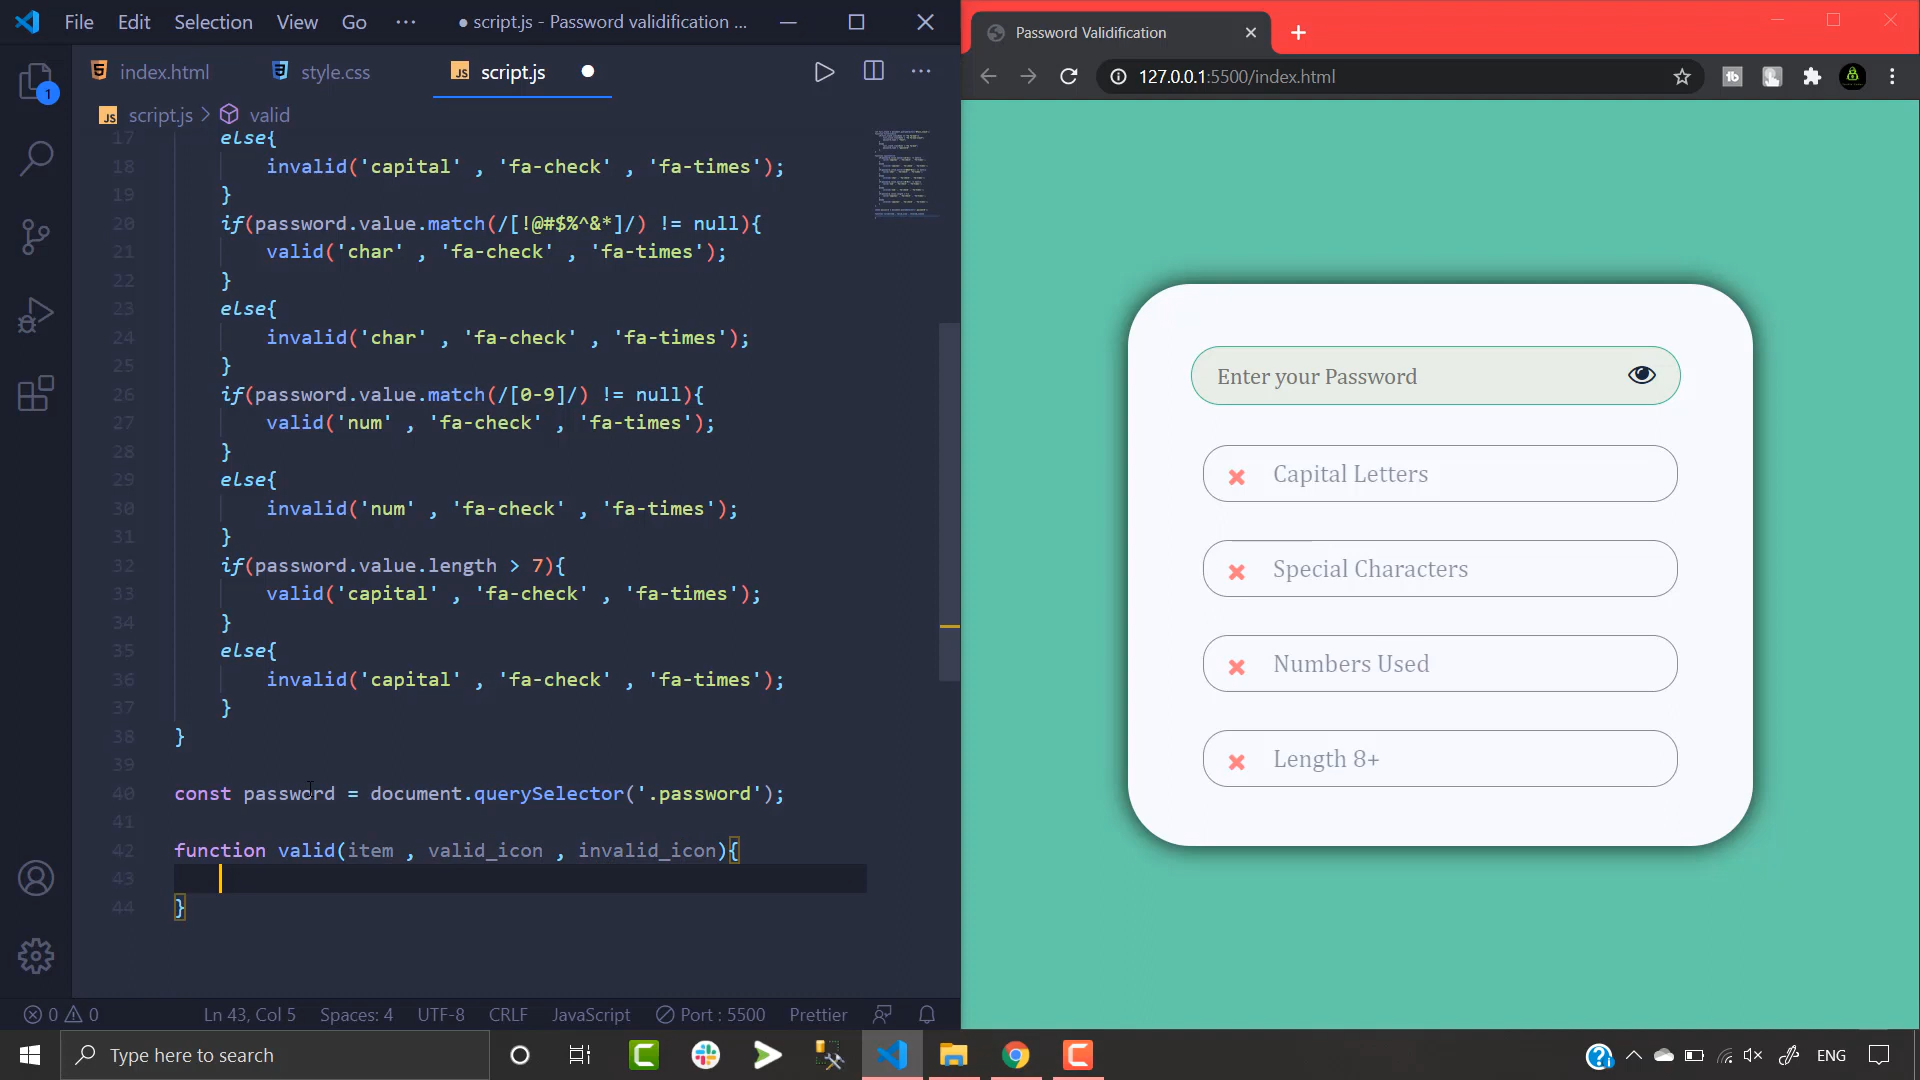 File Edit Selection View Go ··· ● script.js - Password validification ...
index.html style.css script.js
script.js > valid
17 else{
18 invalid('capital' , 'fa-check' , 'fa-times');
19 }
20 if(password.value.match(/[!@#$%^&*]/) != null){
21 valid('char' , 'fa-check' , 'fa-times');
22 }
23 else{
24 invalid('char' , 'fa-check' , 'fa-times');
25 }
26 if(password.value.match(/[0-9]/) != null){
27 valid('num' , 'fa-check' , 'fa-times');
28 }
29 else{
30 invalid('num' , 'fa-check' , 'fa-times');
31 }
32 if(password.value.length > 7){
33 valid('capital' , 'fa-check' , 'fa-times');
34 }
35 else{
36 invalid('capital' , 'fa-check' , 'fa-times');
37 }
38 }
39
40 const password = document.querySelector('.password');
41
42 function valid(item , valid_icon , invalid_icon){
43
44 }
0 0 Ln 43, Col 5 Spaces: 4 UTF-8 CRLF JavaScript Port : 5500 Prettier
Password Validification
127.0.0.1:5500/index.html
Enter your Password
Capital Letters
Special Characters
Numbers Used
Length 8+
Type here to search
ENG